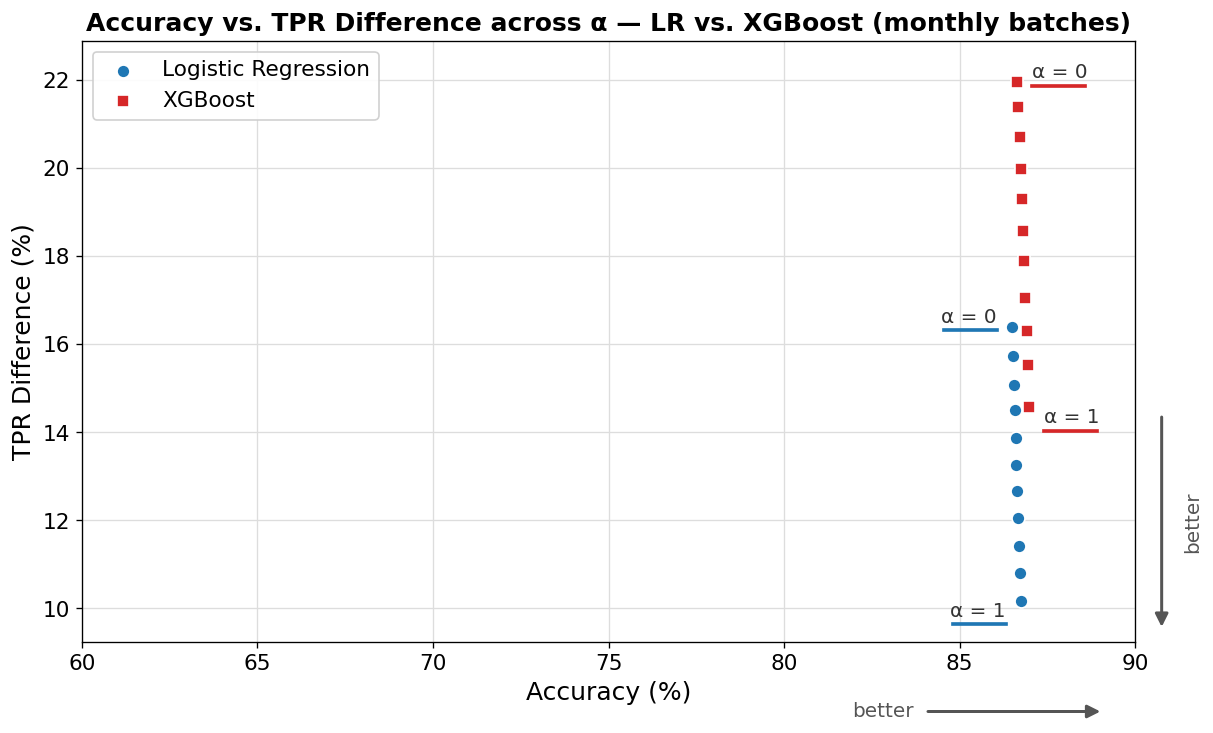 Accuracy vs. TPR Difference across α — LR vs. XGBoost (monthly batches)
Logistic Regression
XGBoost
TPR Difference (%)
22
20
18
16
14
12
10
α = 0
α = 0
α = 1
α = 1
better
60
65
70
75
80
85
90
Accuracy (%)
better